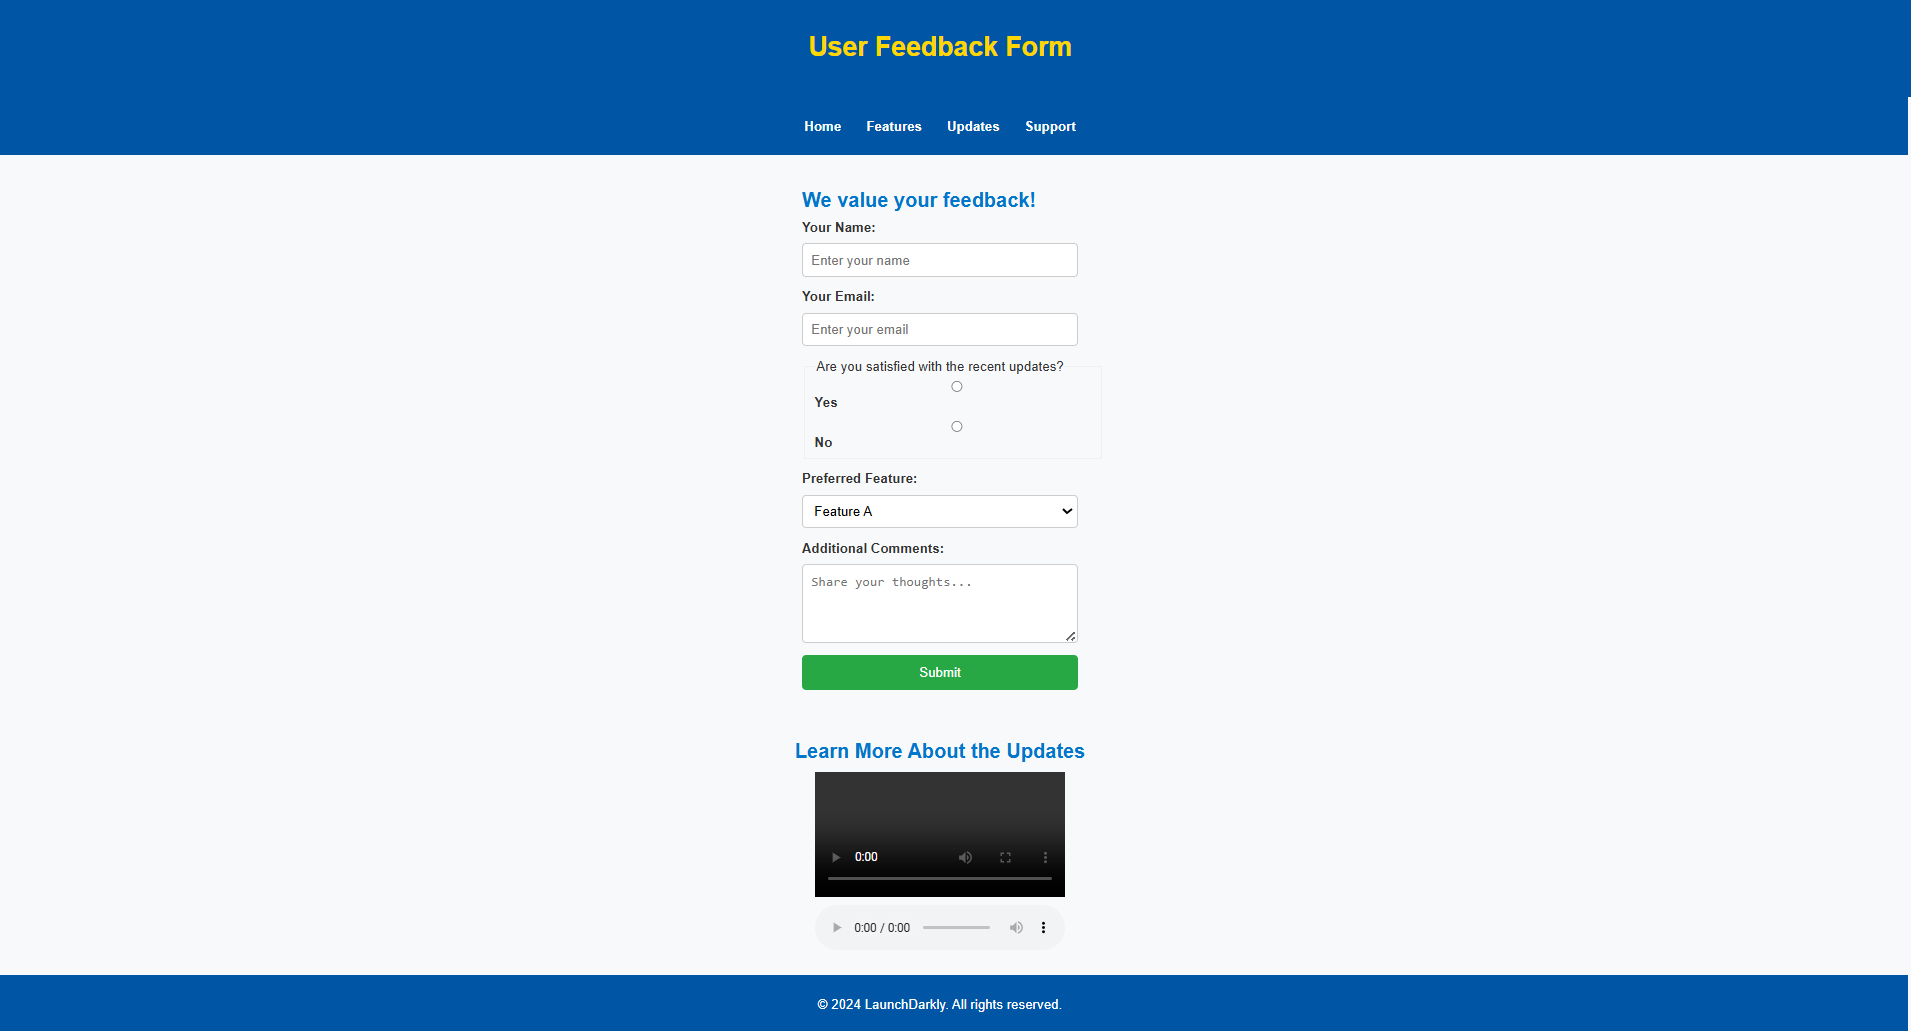 User Feedback Form
Home Features Updates Support
We value your feedback!
Your Name:
Enter your name
Your Email:
Enter your email
Are you satisfied with the recent updates?
Yes
No
Preferred Feature:
Feature A
Additional Comments:
Share your thoughts...
Submit
Learn More About the Updates
0:00
0:00 / 0:00
© 2024 LaunchDarkly. All rights reserved.